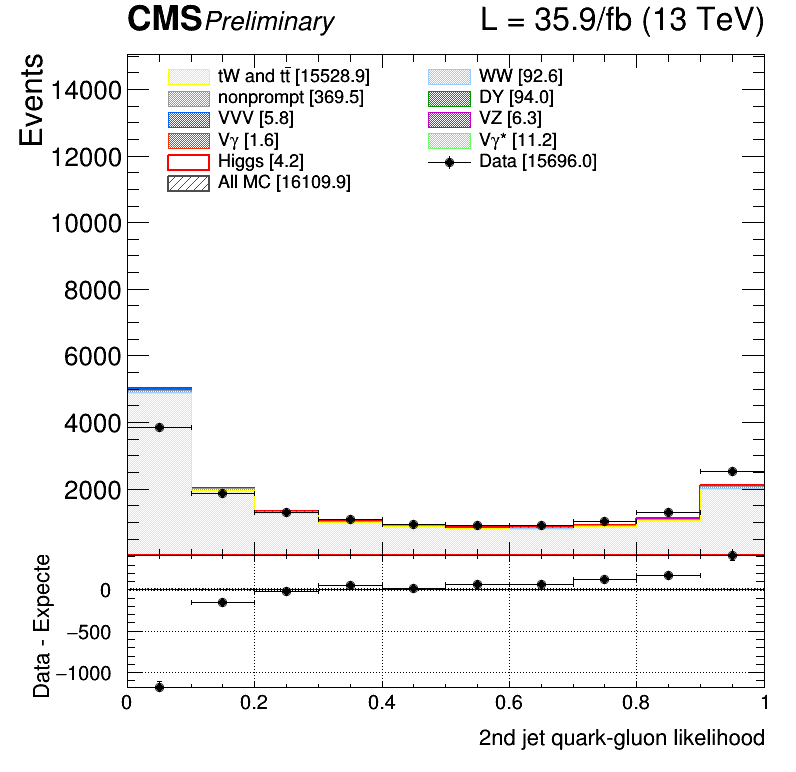 CMS Preliminary L = 35.9/fb (13 TeV)
Events
14000
12000
10000
8000
6000
4000
2000
tW and tt̄ [15528.9]
nonprompt [369.5]
VVV [5.8]
Vγ [1.6]
Higgs [4.2]
All MC [16109.9]
WW [92.6]
DY [94.0]
VZ [6.3]
Vγ* [11.2]
Data [15696.0]
Data - Expecte
0
−500
−1000
0 0.2 0.4 0.6 0.8 1
2nd jet quark-gluon likelihood